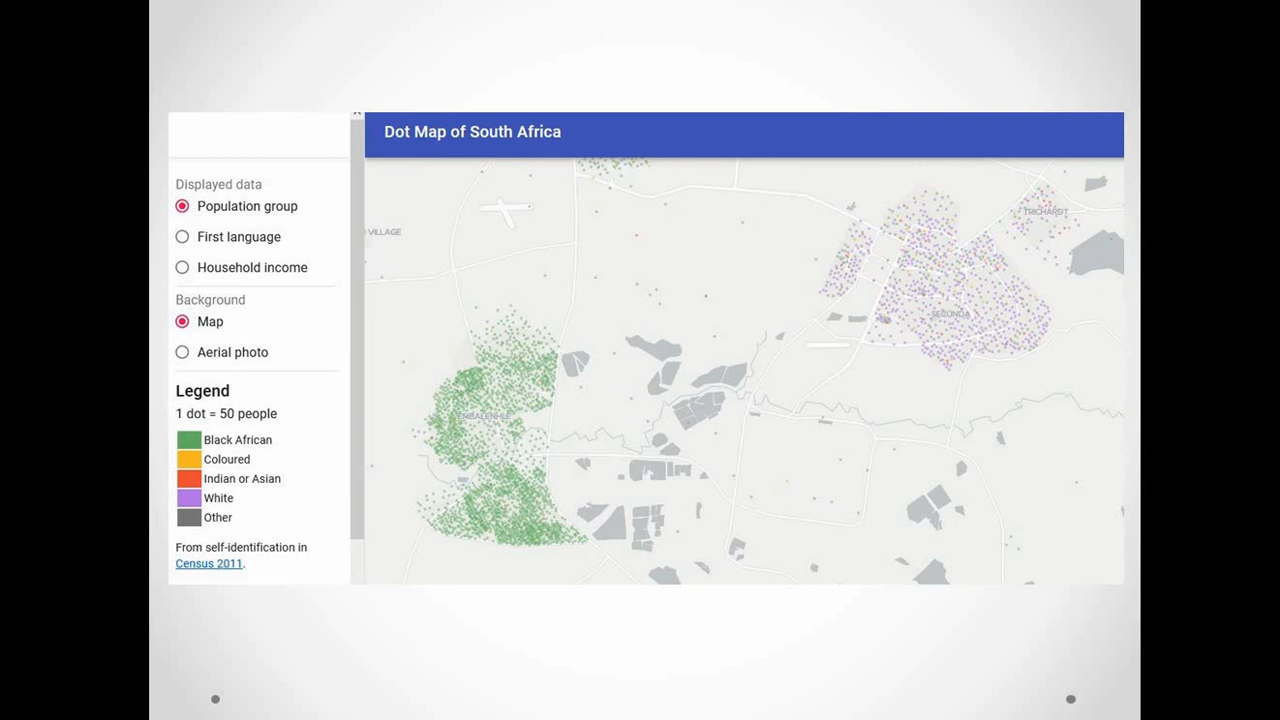 Dot Map of South Africa
Displayed data
Population group
First language
Household income
Background
Map
Aerial photo
Legend
1 dot = 50 people
Black African
Coloured
Indian or Asian
White
Other
From self-identification in
Census 2011.
VILLAGE
TRICHARDT
SECUNDA
EMBALENHLE